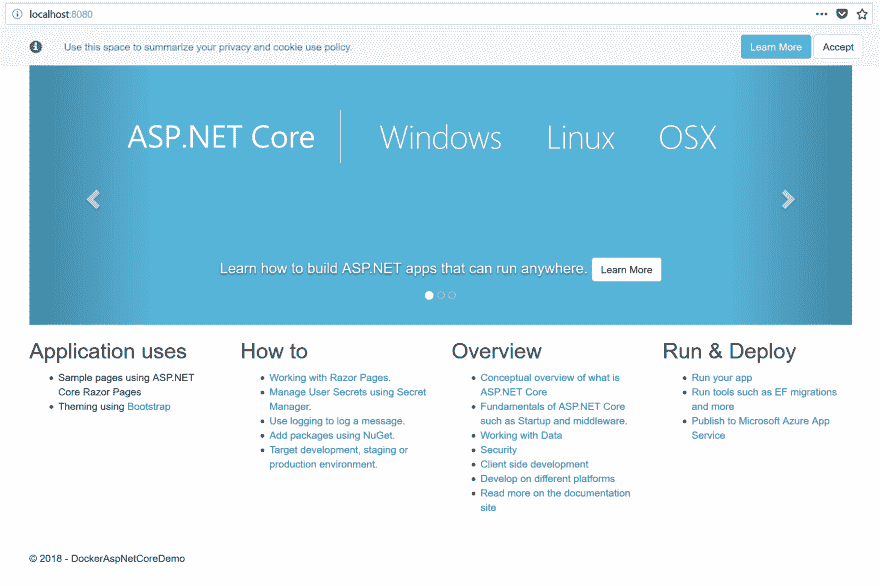 localhost:8080
Use this space to summarize your privacy and cookie use policy.
Learn More
Accept
ASP.NET Core
Windows
Linux
OSX
Learn how to build ASP.NET apps that can run anywhere.
Learn More
Application uses
Sample pages using ASP.NET
Core Razor Pages
Theming using Bootstrap
How to
Working with Razor Pages.
Manage User Secrets using Secret
Manager.
Use logging to log a message.
Add packages using NuGet.
Target development, staging or
production environment.
Overview
Conceptual overview of what is
ASP.NET Core
Fundamentals of ASP.NET Core
such as Startup and middleware.
Working with Data
Security
Client side development
Develop on different platforms
Read more on the documentation
site
Run & Deploy
Run your app
Run tools such as EF migrations
and more
Publish to Microsoft Azure App
Service
© 2018 - DockerAspNetCoreDemo